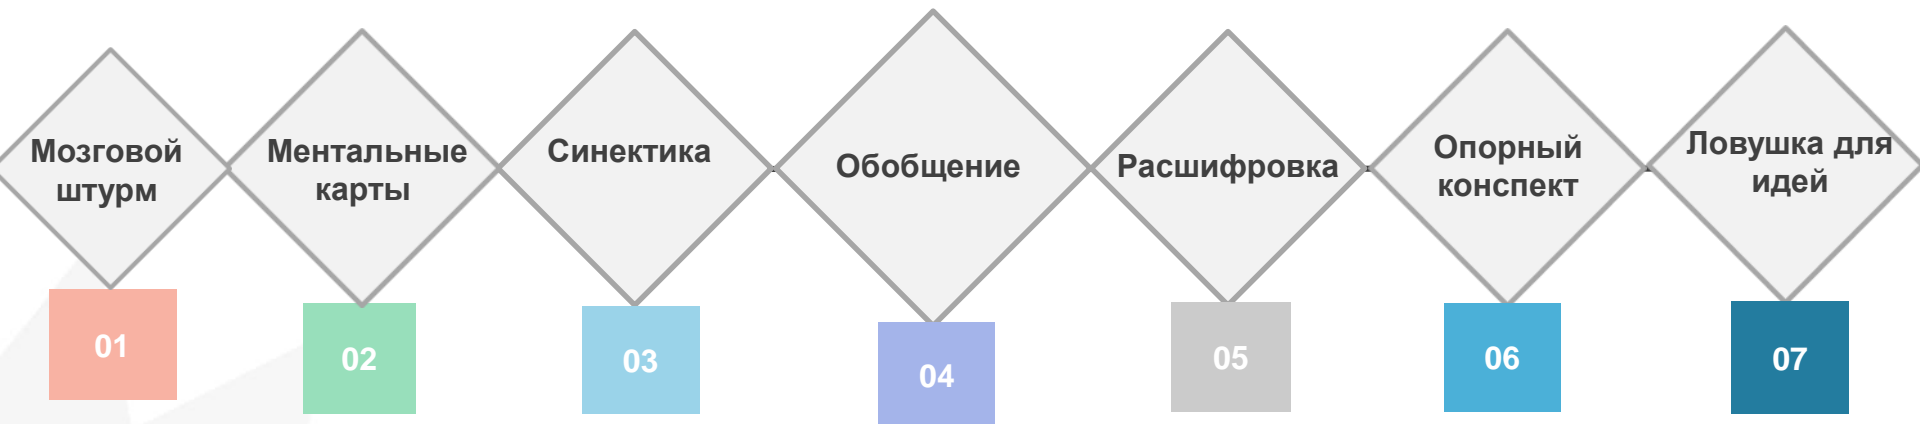 Мозговой
штурм
Ментальные
карты
Синектика
Обобщение
Расшифровка
Опорный
конспект
Ловушка для
идей
01
02
03
04
05
06
07